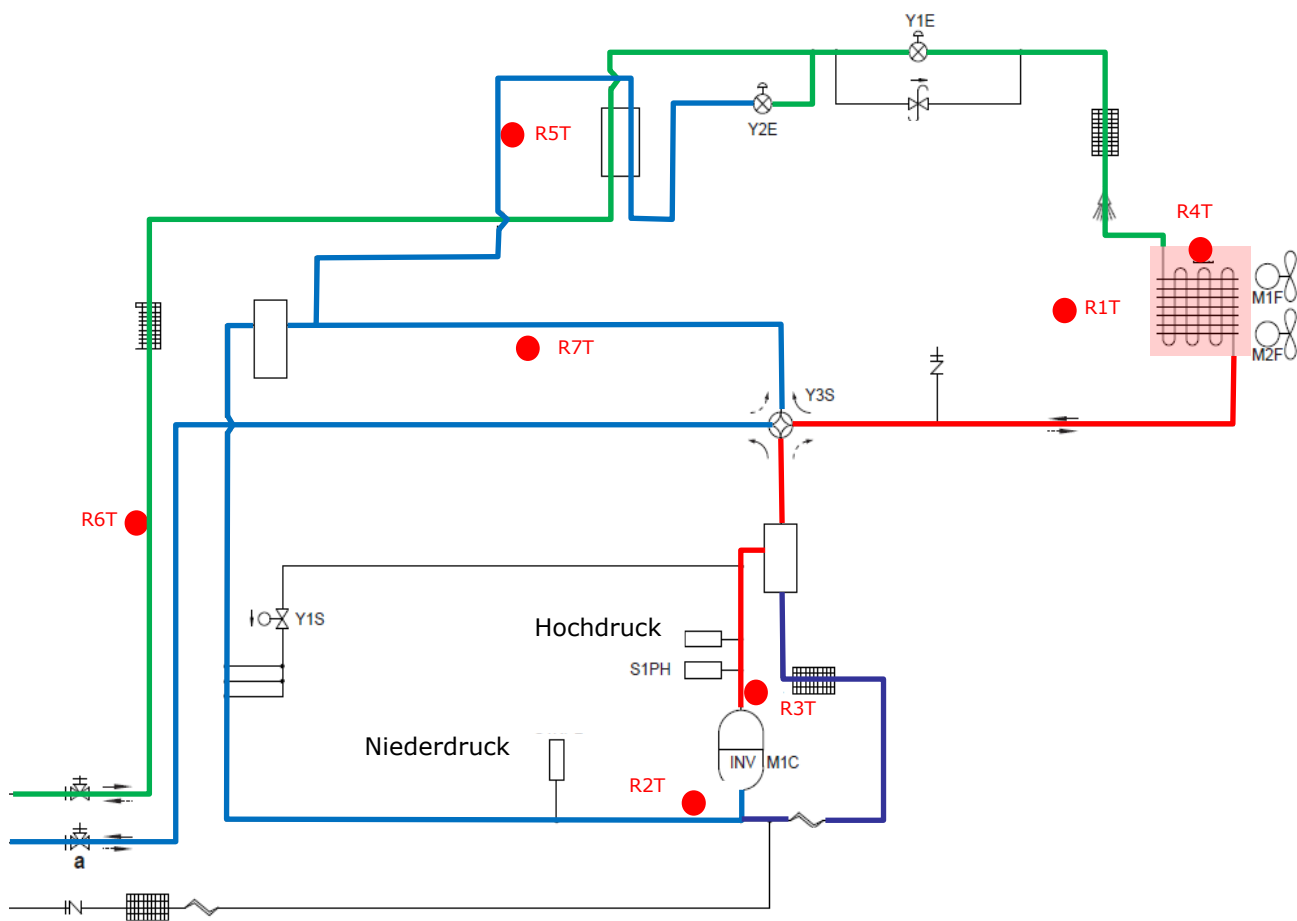 Y1E
Y2E
R5T
R4T
M1F
R1T
M2F
R7T
Y3S
R6T
Y1S
Hochdruck
S1PH
R3T
Niederdruck
INV M1C
R2T
a